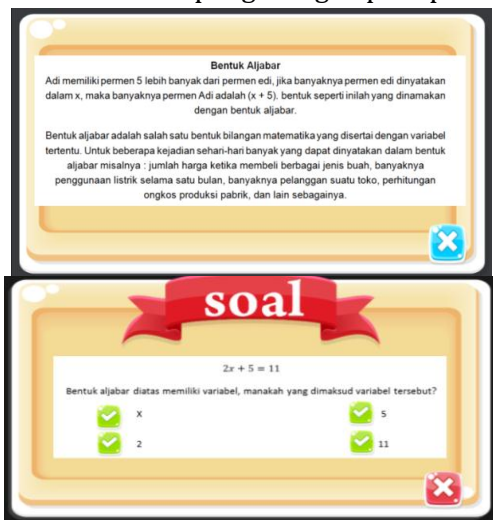 Bentuk Aljabar
Adi memiliki permen 5 lebih banyak dari permen edi, jika banyaknya permen edi dinyatakan
dalam x, maka banyaknya permen Adi adalah (x + 5). bentuk seperti inilah yang dinamakan
dengan bentuk aljabar.
Bentuk aljabar adalah salah satu bentuk bilangan matematika yang disertai dengan variabel
tertentu. Untuk beberapa kejadian sehari-hari banyak yang dapat dinyatakan dalam bentuk
aljabar misalnya : jumlah harga ketika membeli berbagai jenis buah, banyaknya
penggunaan listrik selama satu bulan, banyaknya pelanggan suatu toko, perhitungan
ongkos produksi pabrik, dan lain sebagainya.
soal
2x + 5 = 11
Bentuk aljabar diatas memiliki variabel, manakah yang dimaksud variabel tersebut?
X 5
2 11